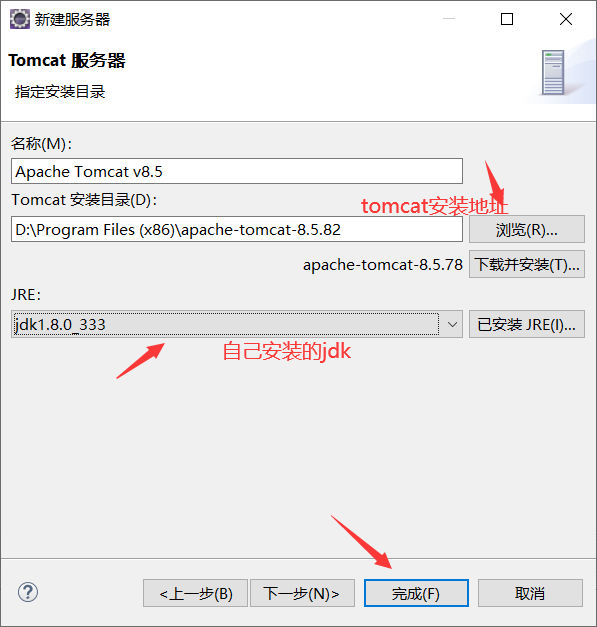 新建服务器
Tomcat 服务器
指定安装目录
名称(M):
Apache Tomcat v8.5
Tomcat 安装目录(D):
tomcat安装地址
D:\Program Files (x86)\apache-tomcat-8.5.82
浏览(R)...
apache-tomcat-8.5.78
下载并安装(T)...
JRE:
jdk1.8.0_333
已安装 JRE(I)...
自己安装的jdk
?
<上一步(B)
下一步(N)>
完成(F)
取消